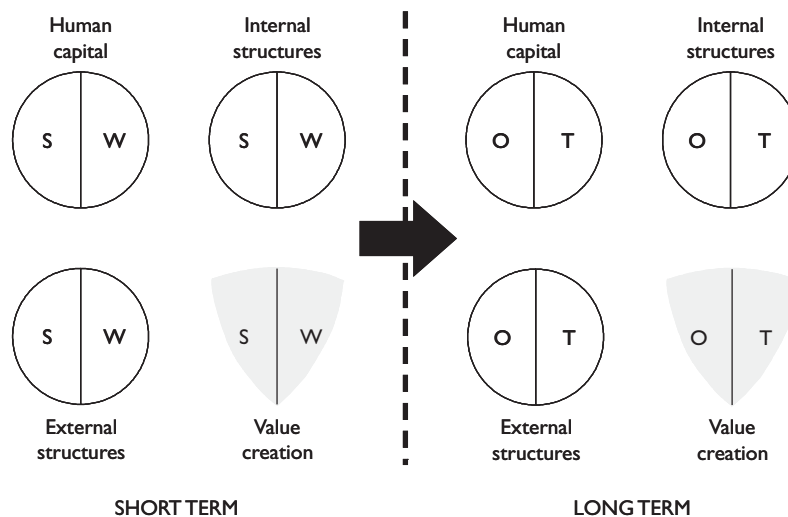 Human
capital
Internal
structures
S W
S W
External
structures
Value
creation
S W
S W
SHORT TERM
Human
capital
Internal
structures
O T
O T
External
structures
Value
creation
O T
O T
LONG TERM